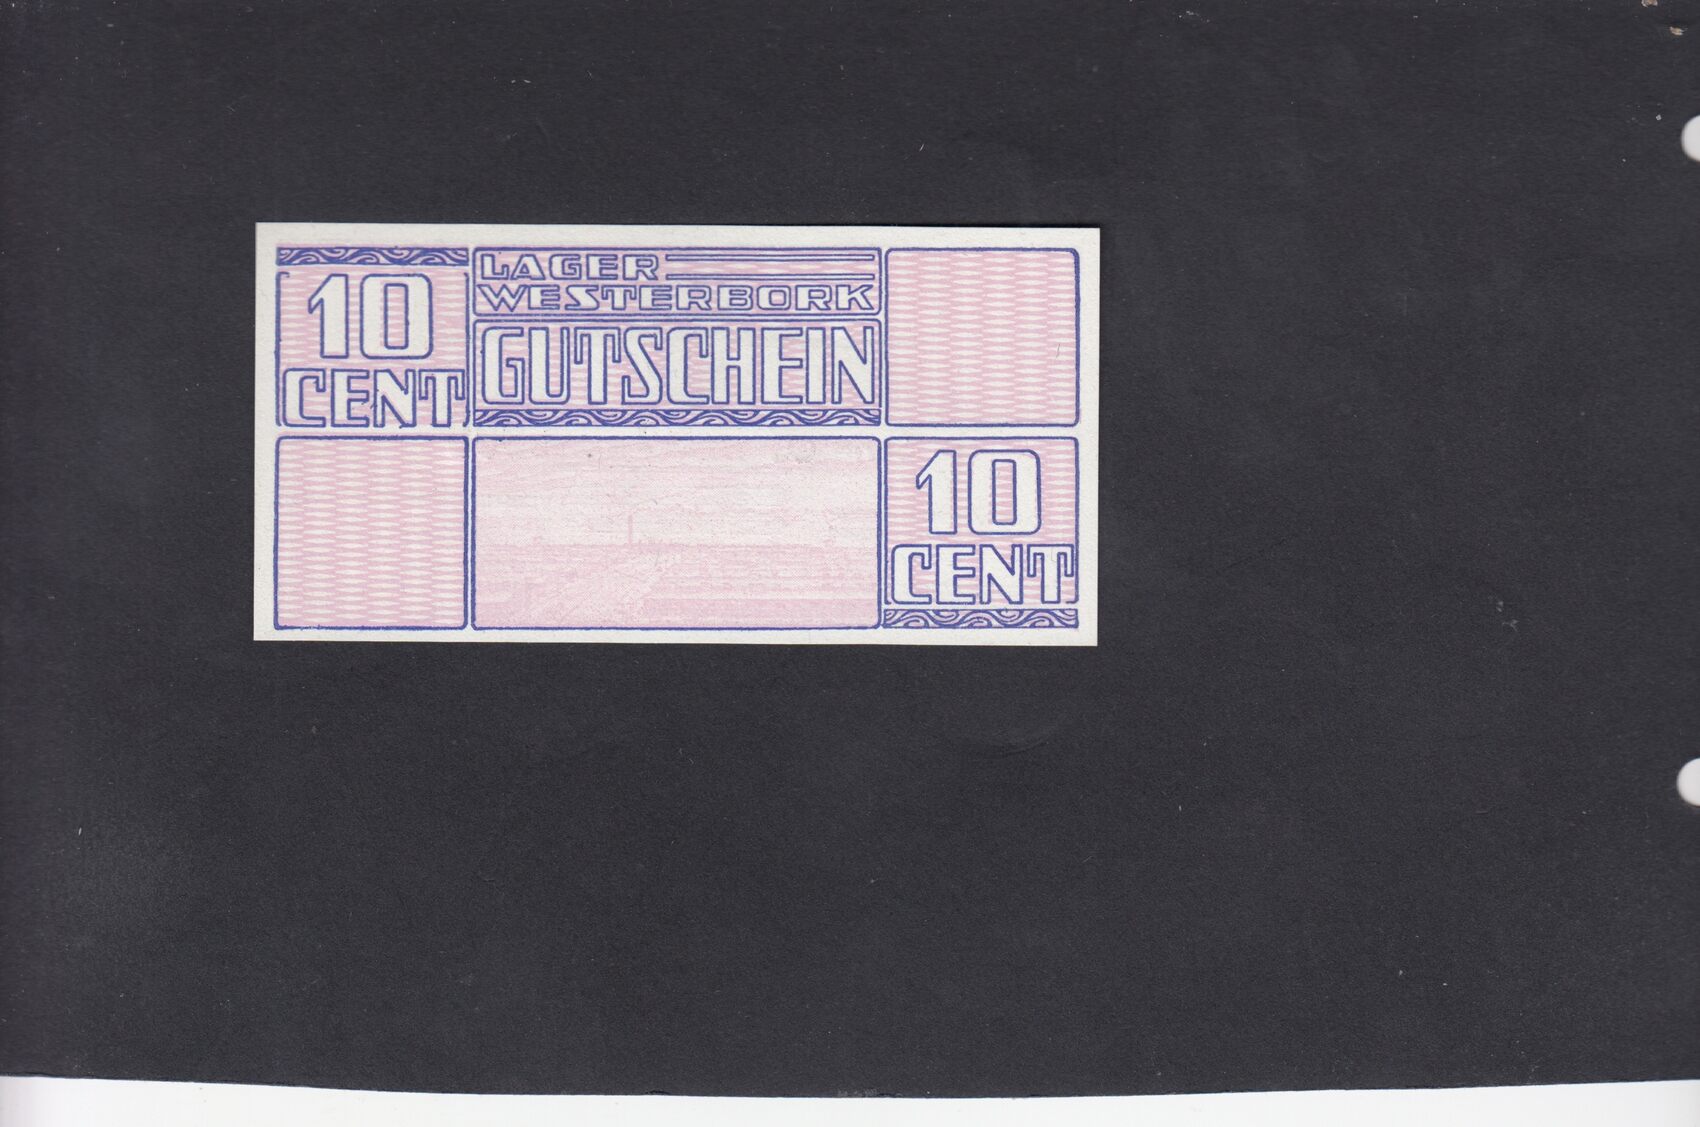 10
CENT
LAGER
WESTERBORK
GUTSCHEIN
10
CENT